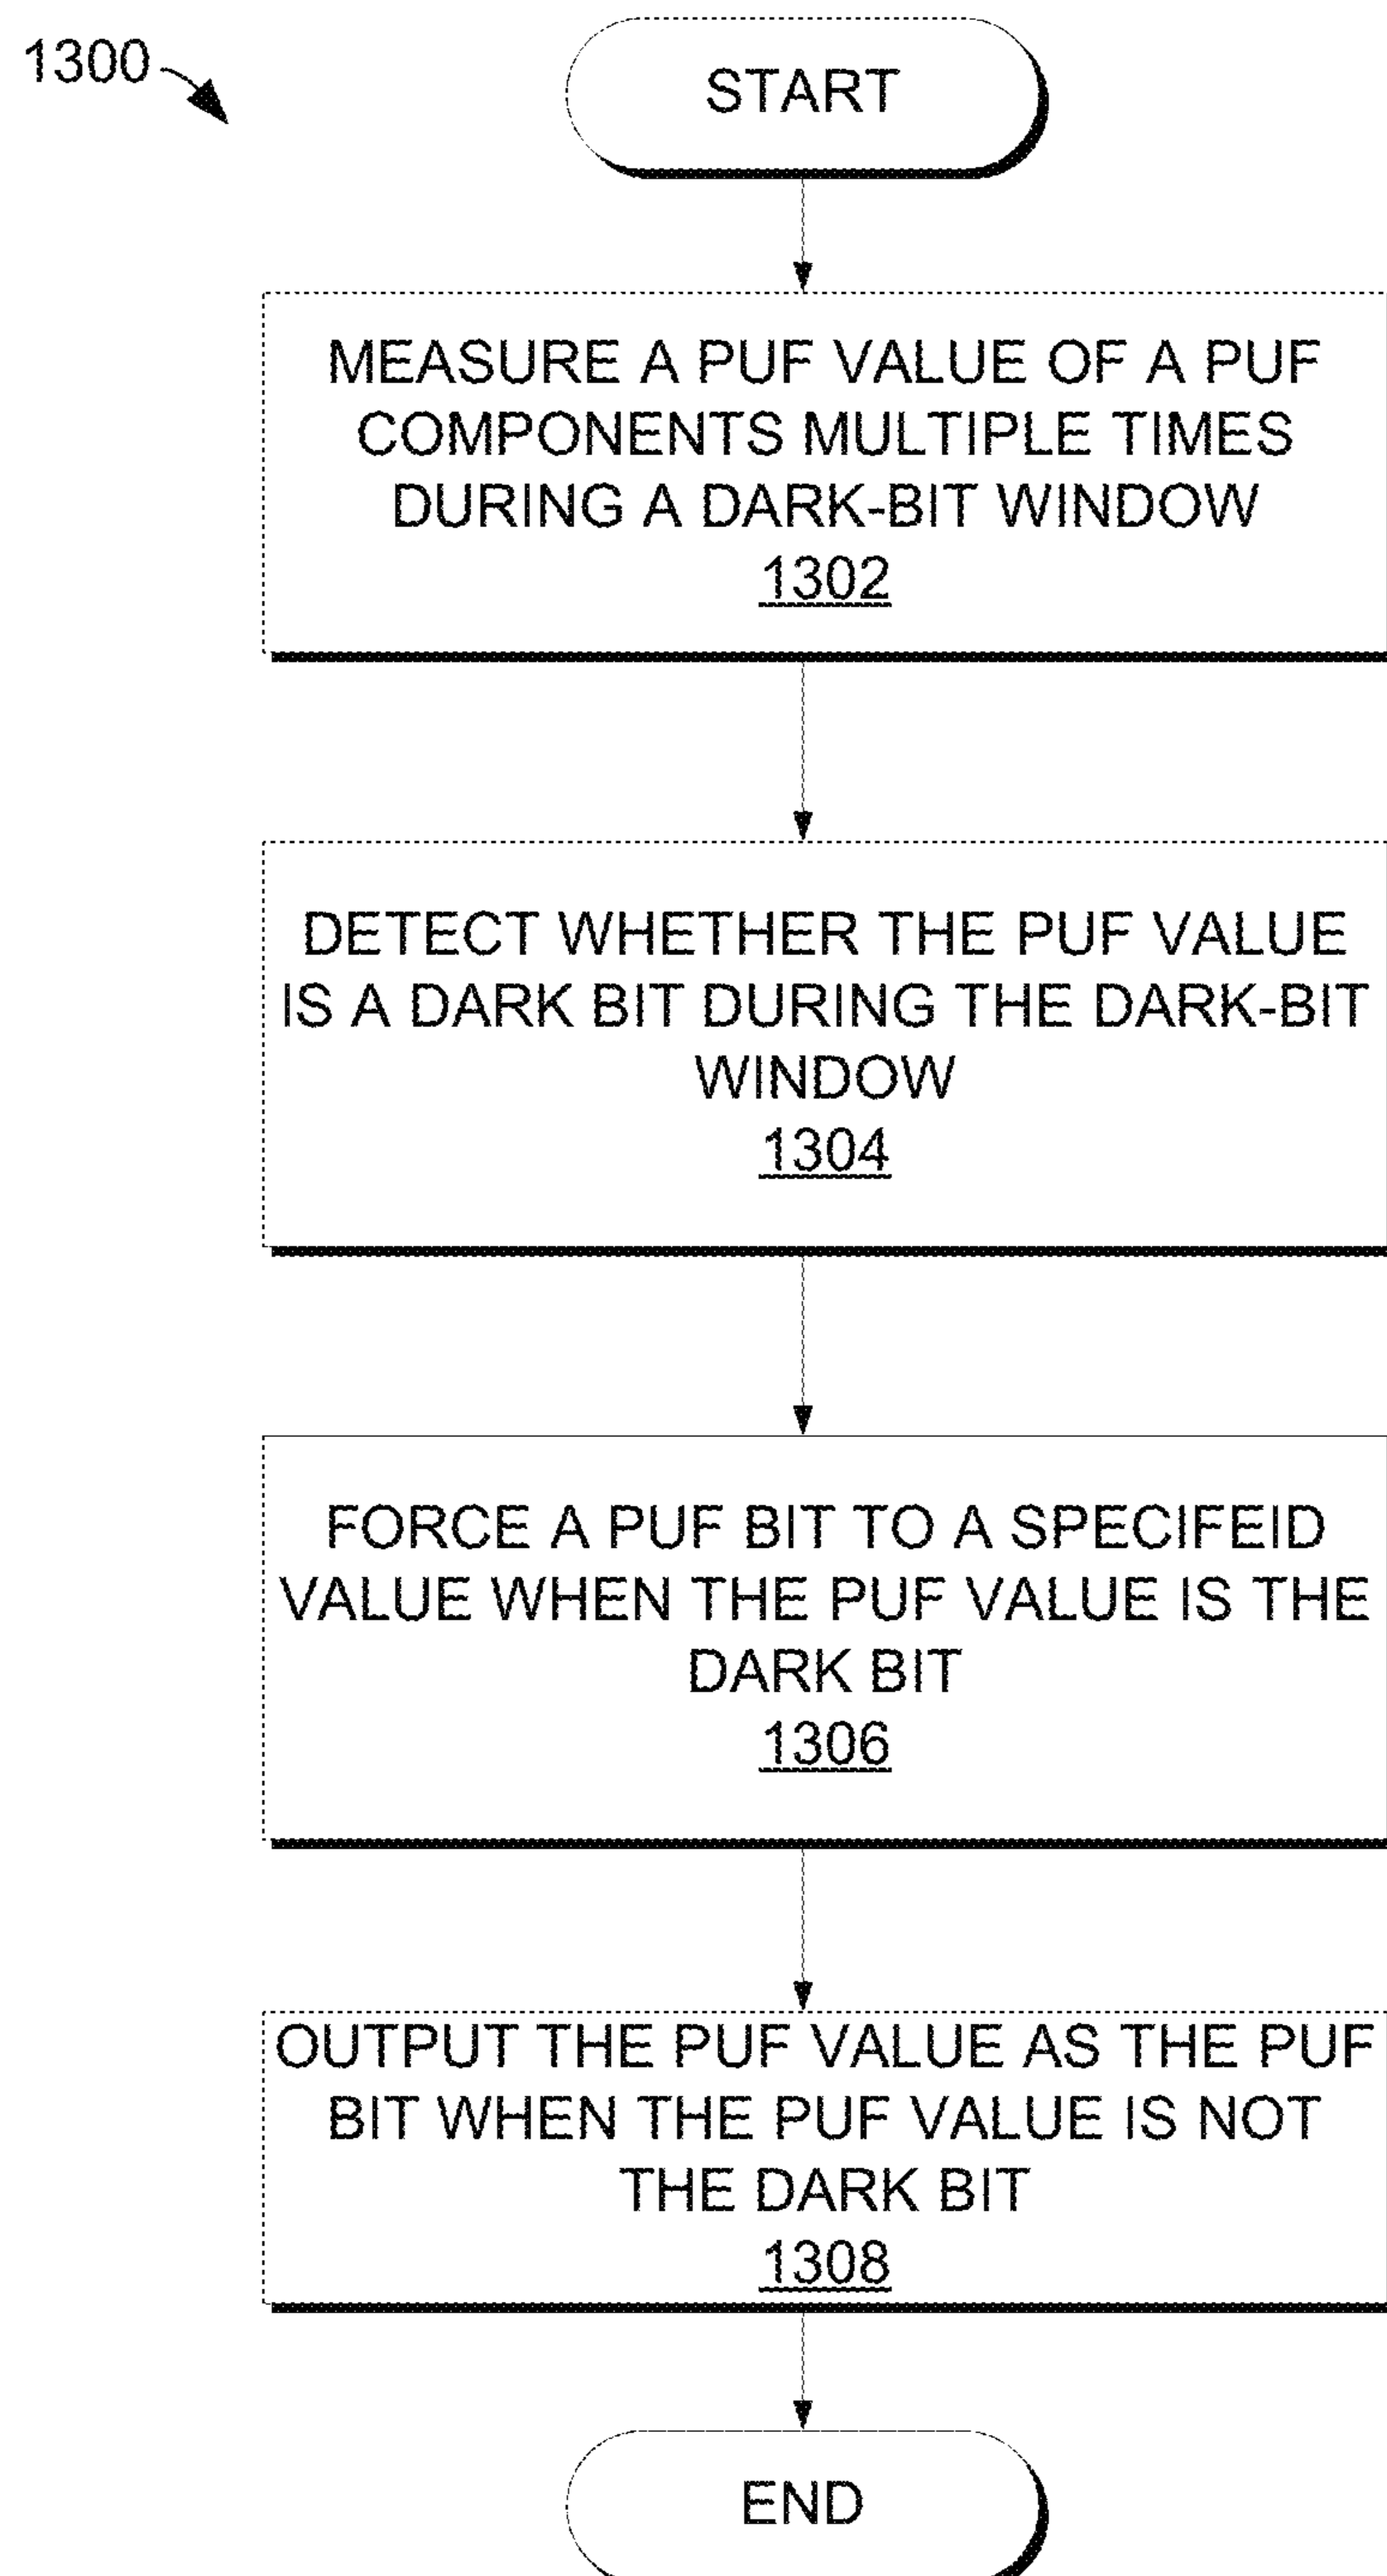 1300
START
MEASURE A PUF VALUE OF A PUF
COMPONENTS MULTIPLE TIMES
DURING A DARK-BIT WINDOW
1302
DETECT WHETHER THE PUF VALUE
IS A DARK BIT DURING THE DARK-BIT
WINDOW
1304
FORCE A PUF BIT TO A SPECIFEID
VALUE WHEN THE PUF VALUE IS THE
DARK BIT
1306
OUTPUT THE PUF VALUE AS THE PUF
BIT WHEN THE PUF VALUE IS NOT
THE DARK BIT
1308
END